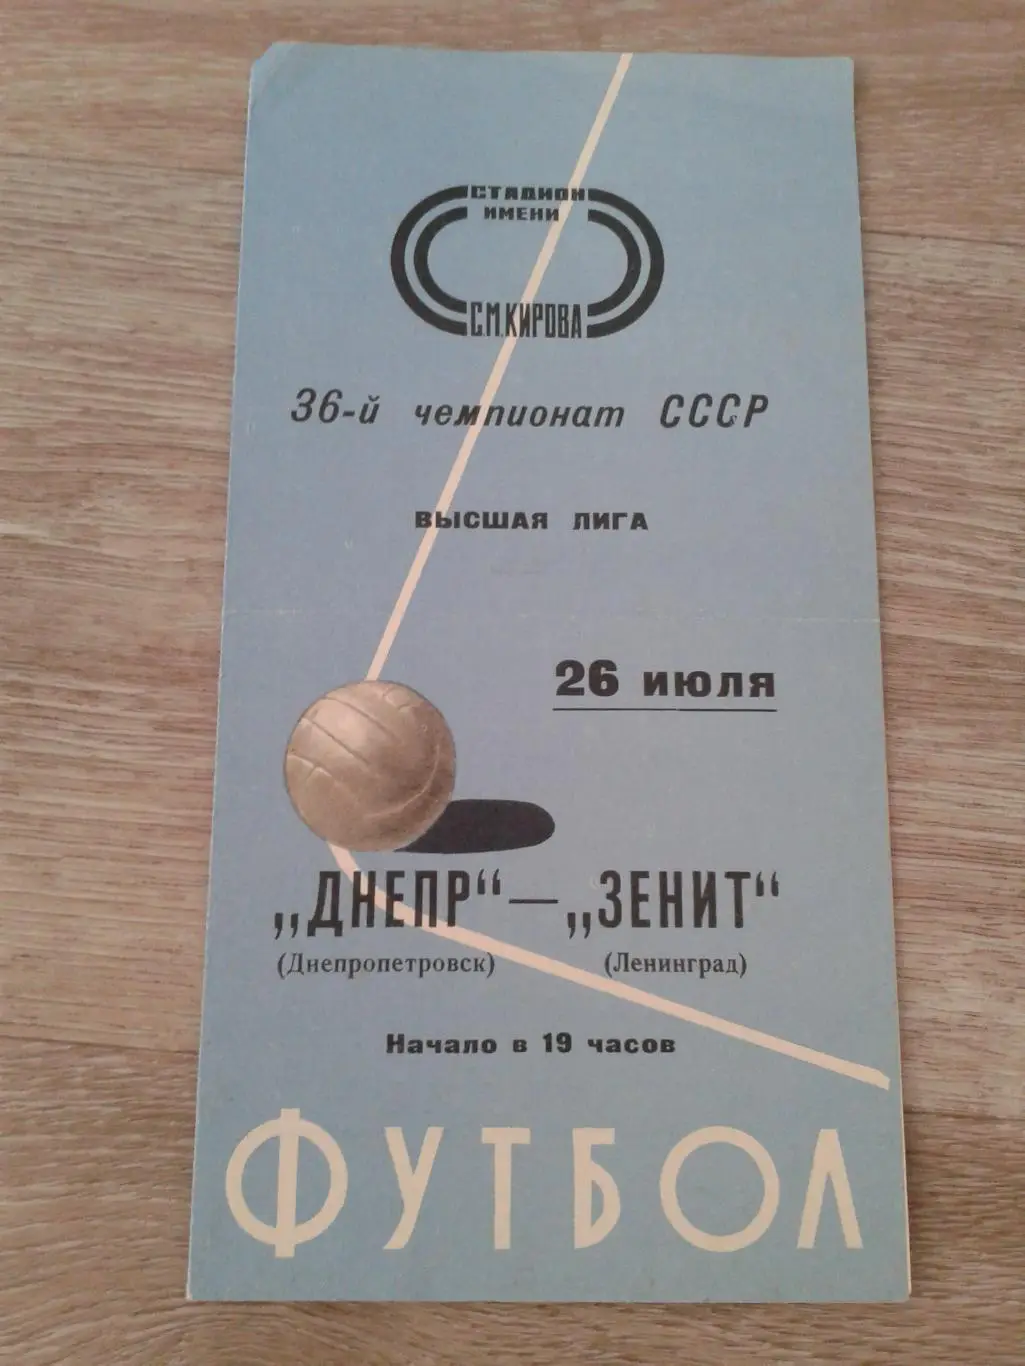 СТАДИОН
ИМЕНИ
С.М.КИРОВА
36-й чемпионат СССР
ВЫСШАЯ ЛИГА
26 июля
„ДНЕПР“ — „ЗЕНИТ“
(Днепропетровск) (Ленинград)
Начало в 19 часов
ФУТБОЛ